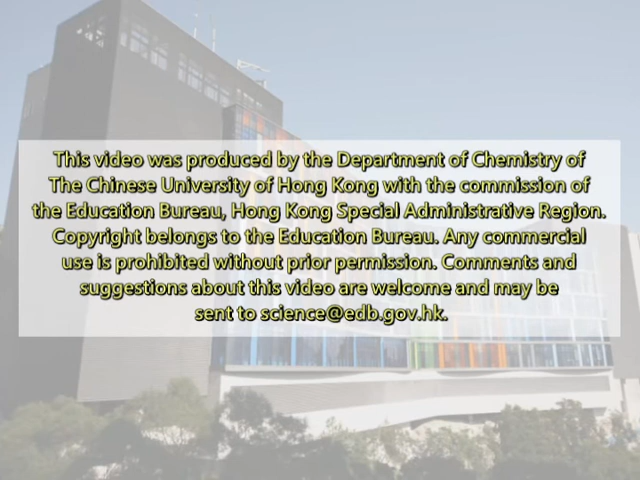 This video was produced by the Department of Chemistry of
The Chinese University of Hong Kong with the commission of
the Education Bureau, Hong Kong Special Administrative Region.
Copyright belongs to the Education Bureau. Any commercial
use is prohibited without prior permission. Comments and
suggestions about this video are welcome and may be
sent to science@edb.gov.hk.